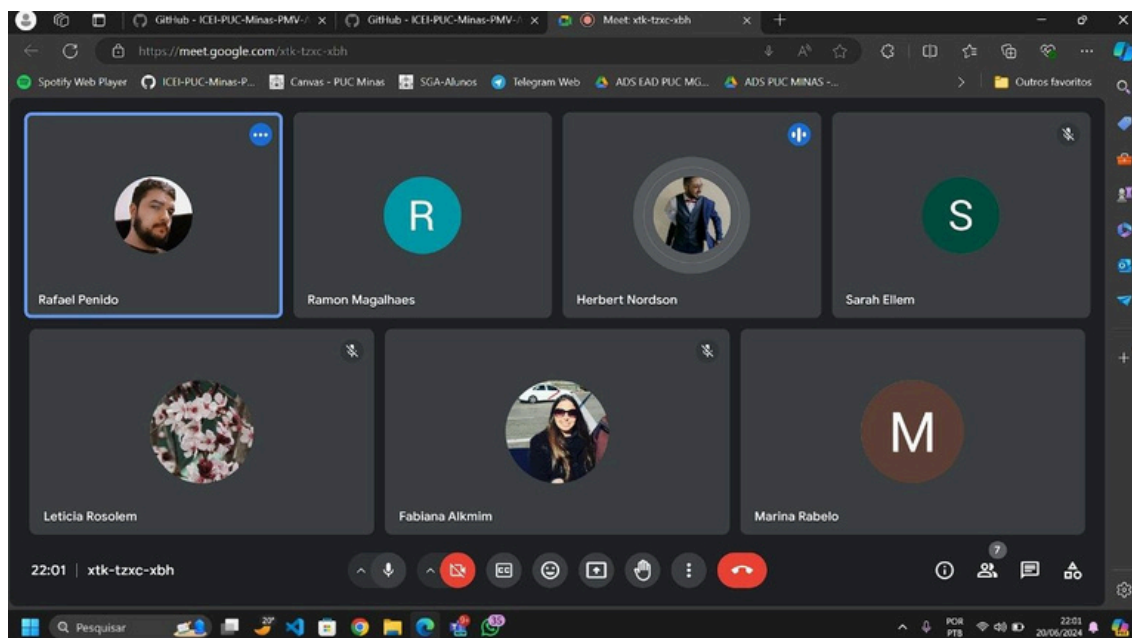 GitHub - ICEI-PUC-Minas-PMV-A
GitHub - ICEI-PUC-Minas-PMV-A
Meet: xtk-tzxc-xbh
https://meet.google.com/xtk-tzxc-xbh
Spotify Web Player
ICEI-PUC-Minas-P...
Canvas - PUC Minas
SGA-Alunos
Telegram Web
ADS EAD PUC MG...
ADS PUC MINAS -...
Outros favoritos
R
S
Rafael Penido
Ramon Magalhaes
Herbert Nordson
Sarah Ellem
M
Leticia Rosolem
Fabiana Alkmim
Marina Rabelo
22:01 | xtk-tzxc-xbh
CC
7
Pesquisar
20°
35
POR
PTB
22:01
20/06/2024